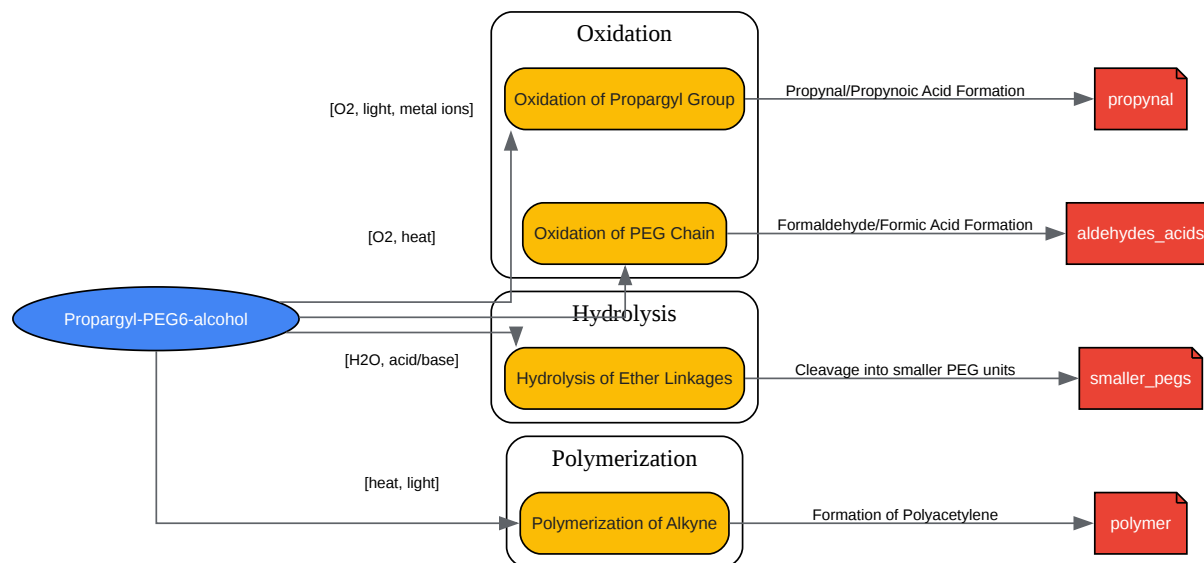 Oxidation
Oxidation of Propargyl Group
Propynal/Propynoic Acid Formation
propynal
[O2, light, metal ions]
Oxidation of PEG Chain
Formaldehyde/Formic Acid Formation
aldehydes_acids
[O2, heat]
Propargyl-PEG6-alcohol
Hydrolysis
[H2O, acid/base]
Hydrolysis of Ether Linkages
Cleavage into smaller PEG units
smaller_pegs
Polymerization
[heat, light]
Polymerization of Alkyne
Formation of Polyacetylene
polymer